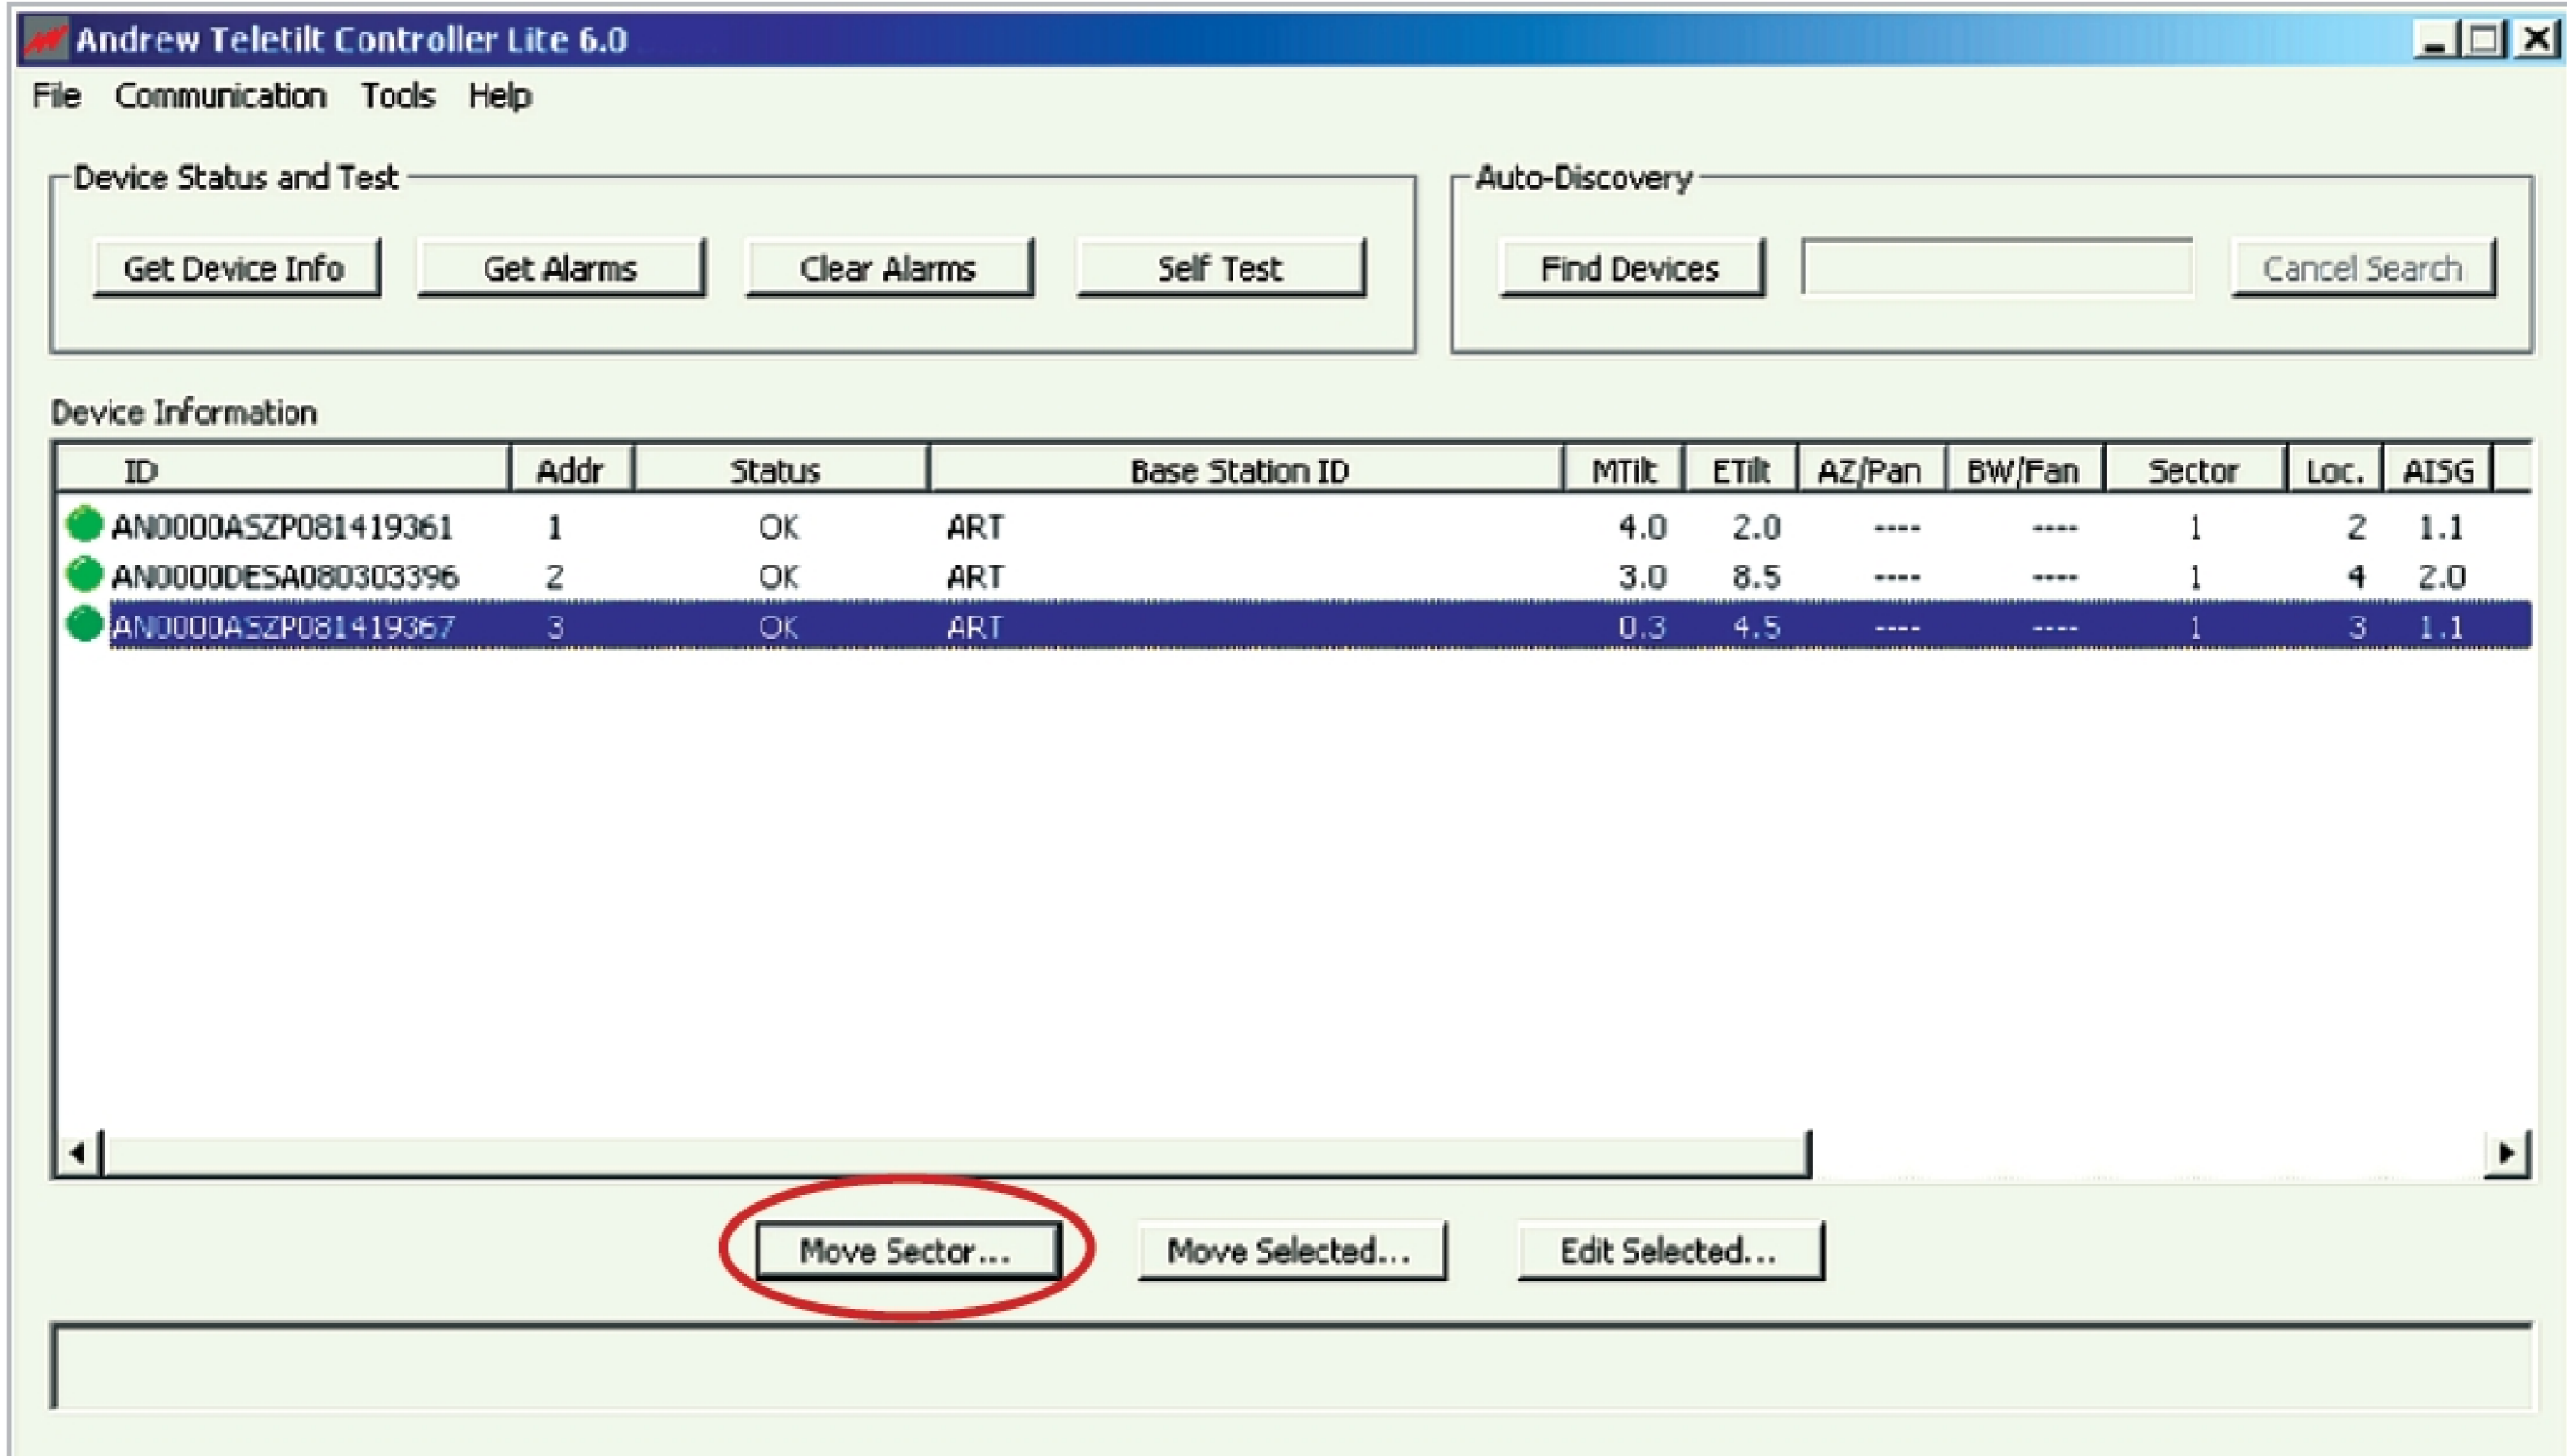 Andrew Teletilt Controller Lite 6.0
File Communication Tools Help
Device Status and Test
Auto-Discovery
Get Device Info Get Alarms Clear Alarms Self Test Find Devices Cancel Search
Device Information
ID Addr Status Base Station ID MTilt ETilt AZ/Pan BW/Fan Sector Loc. AISG
AN0000ASZP081419361 1 OK ART 4.0 2.0 ---- ---- 1 2 1.1
AN0000DESA080303396 2 OK ART 3.0 8.5 ---- ---- 1 4 2.0
AN0000ASZP081419367 3 OK ART 0.3 4.5 ---- ---- 1 3 1.1
Move Sector... Move Selected... Edit Selected...